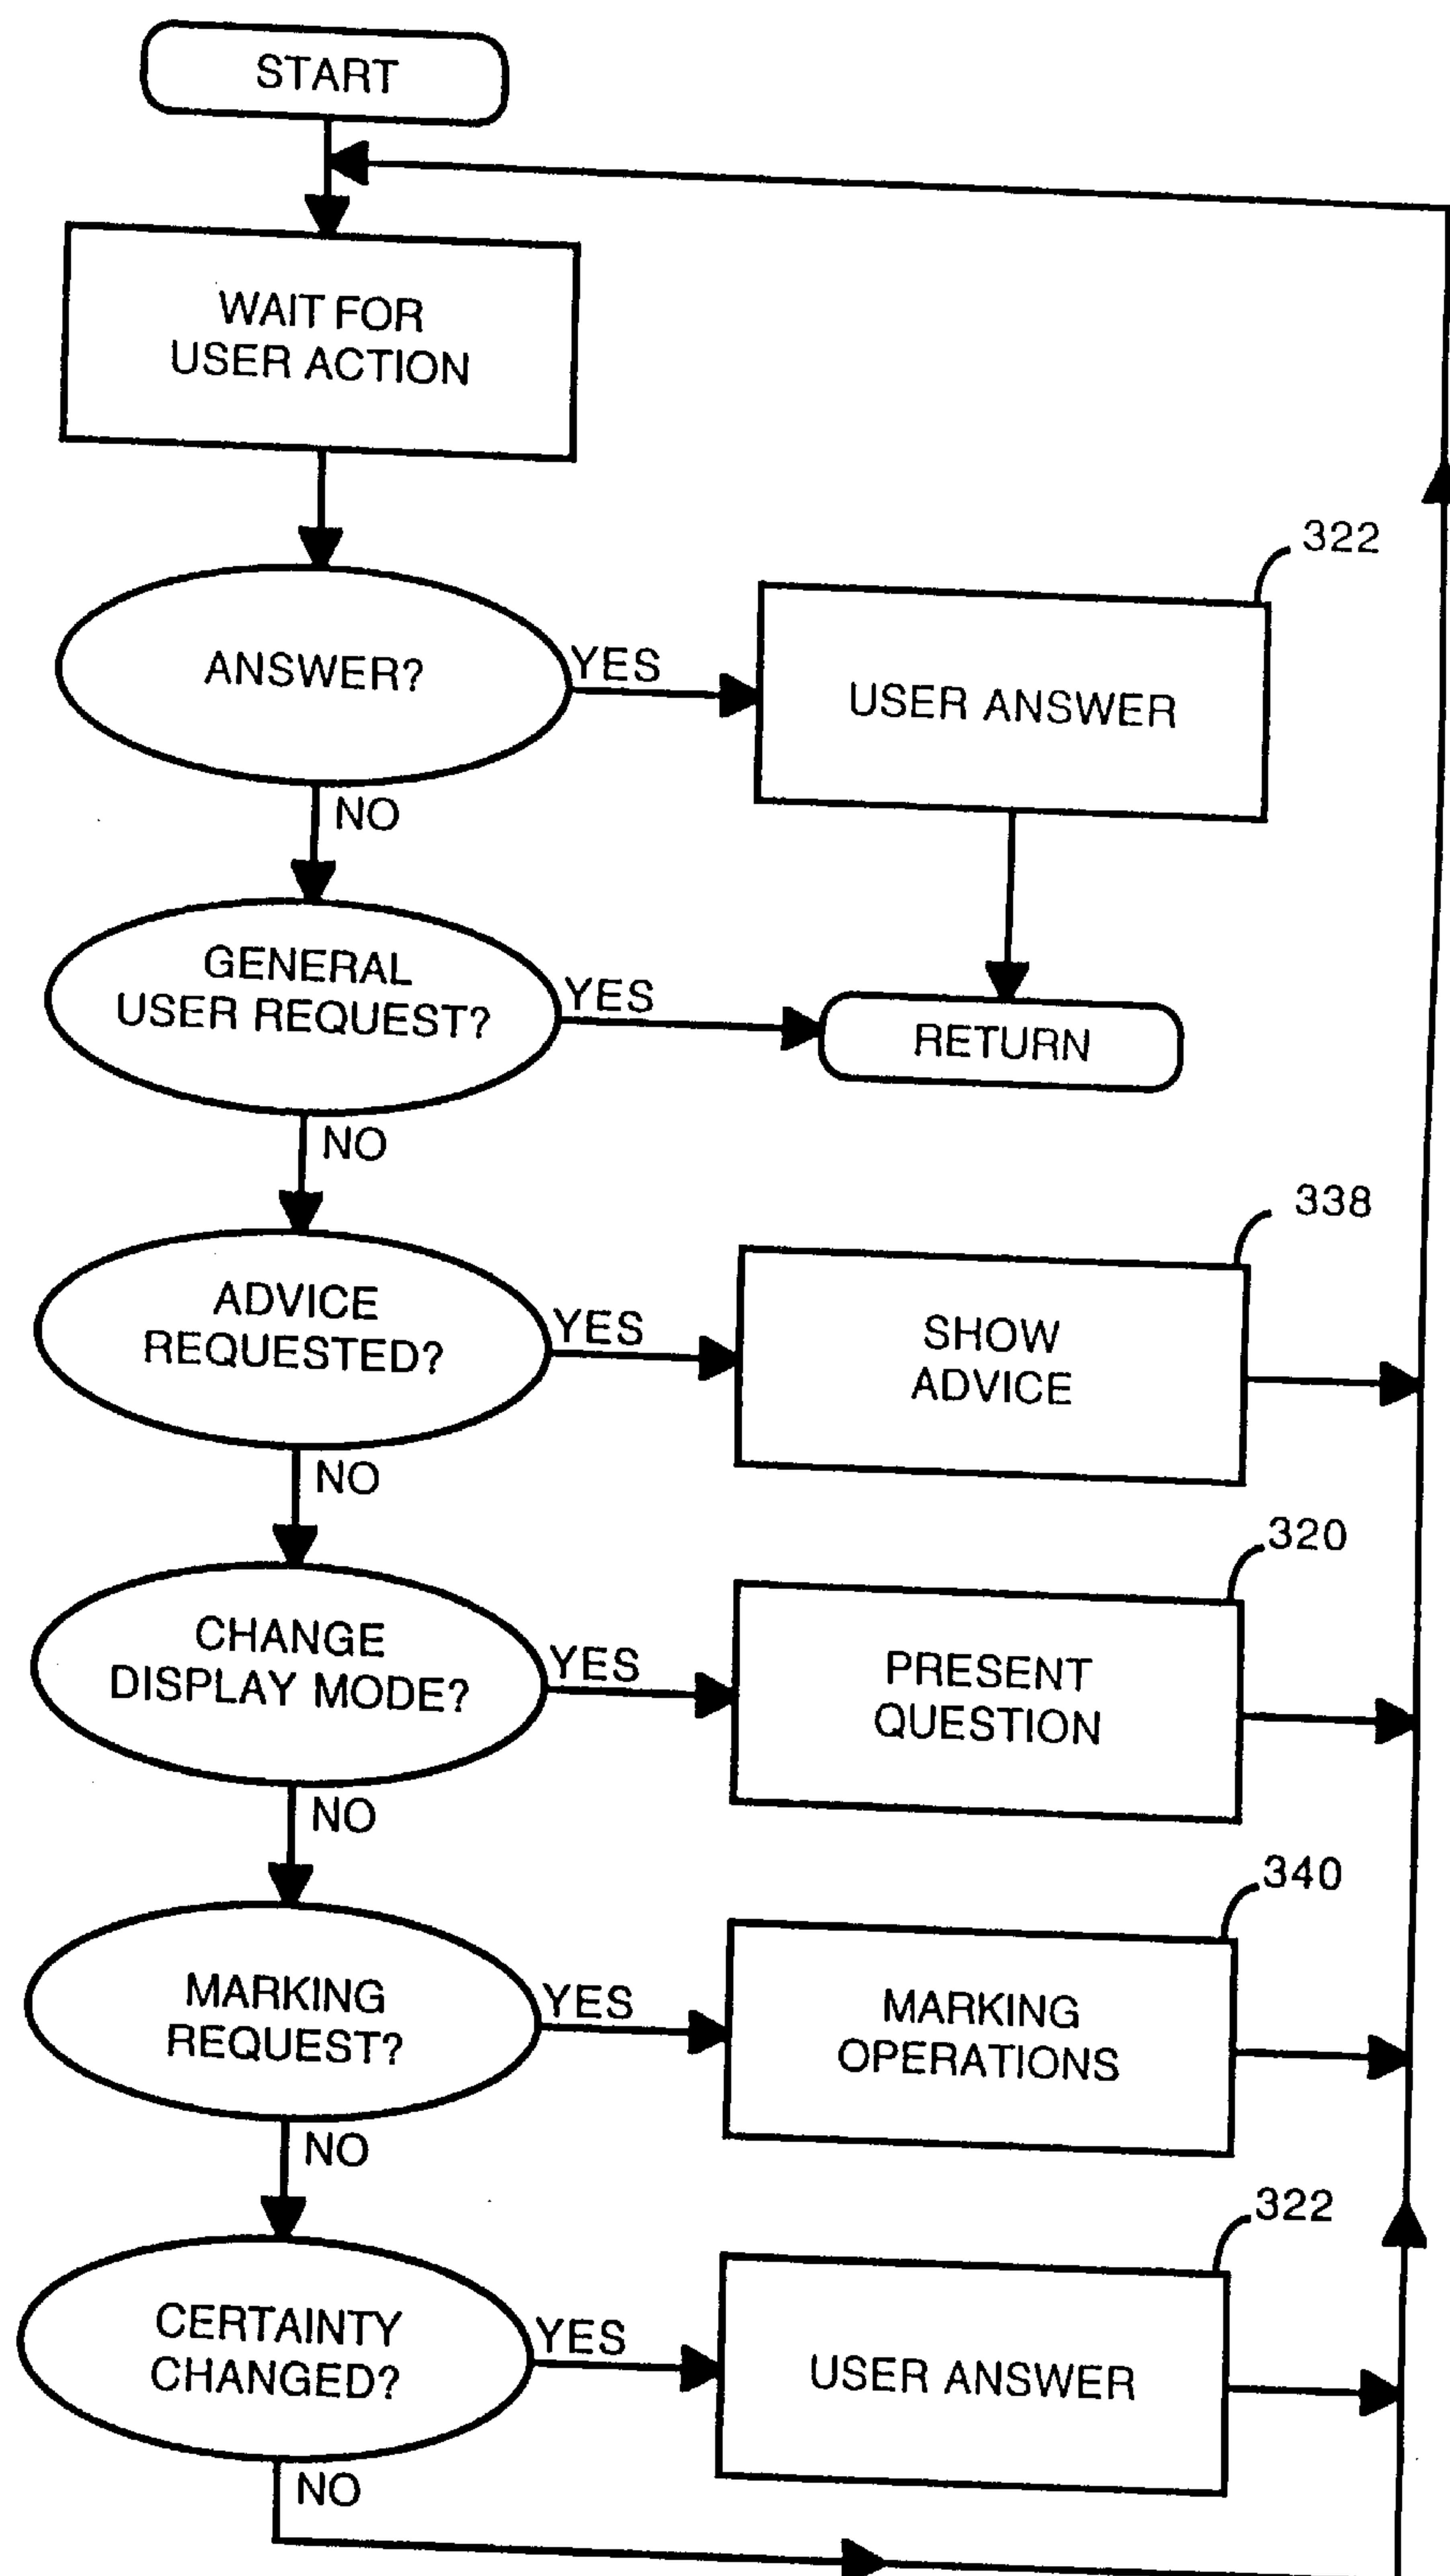 START
WAIT FOR
USER ACTION
322
ANSWER?
YES
USER ANSWER
NO
GENERAL
USER REQUEST?
YES
RETURN
NO
338
ADVICE
REQUESTED?
YES
SHOW
ADVICE
NO
320
CHANGE
DISPLAY MODE?
YES
PRESENT
QUESTION
NO
340
MARKING
REQUEST?
YES
MARKING
OPERATIONS
NO
322
CERTAINTY
CHANGED?
YES
USER ANSWER
NO